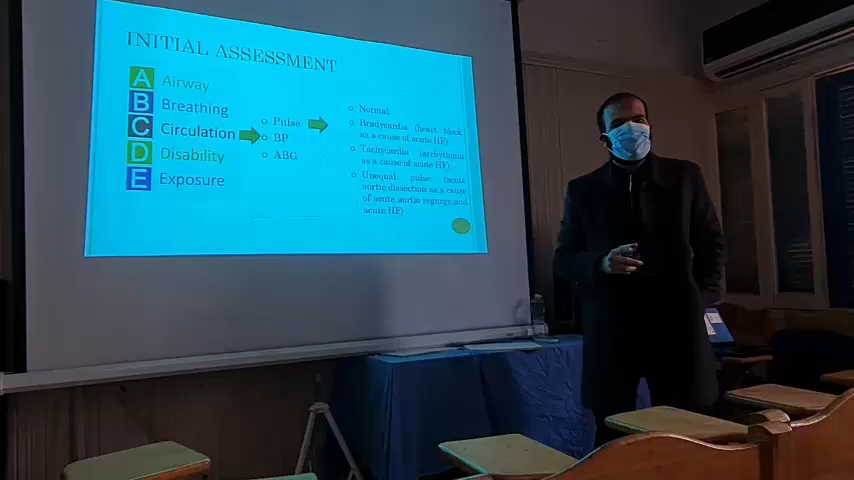 INITIAL ASSESSMENT
A Airway
B Breathing
C Circulation
D Disability
E Exposure
Pulse
BP
ABG
Normal
Bradycardia (heart block
as a cause of acute HF)
Tachycardia (arrhythmia
as a cause of acute HF)
Unequal pulse (acute
aortic dissection as a cause
of acute aortic regurge and
acute HF)